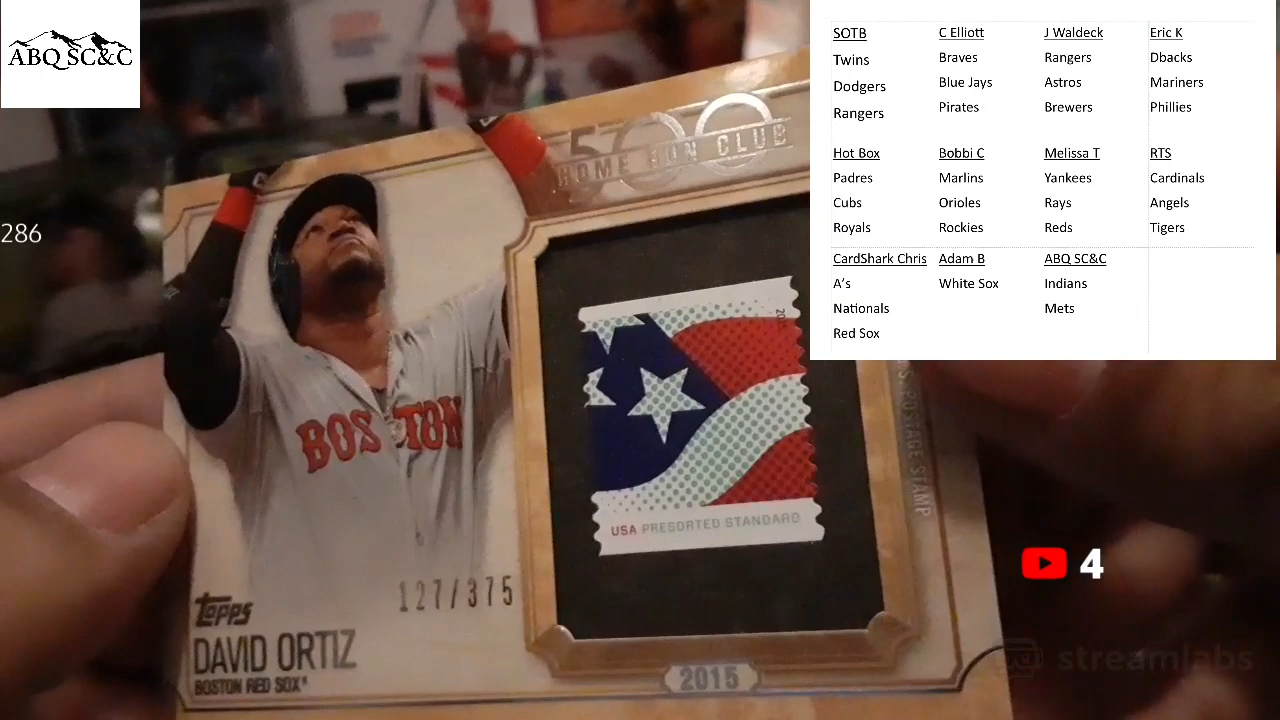 ABQ SC&C
286
500
HOME RUN CLUB
BOSTON
127/375
Topps
DAVID ORTIZ
BOSTON RED SOX®
2015
USA PRESORTED STANDARD
POSTAGE STAMP
SOTB
Twins
Dodgers
Rangers
C Elliott
Braves
Blue Jays
Pirates
J Waldeck
Rangers
Astros
Brewers
Eric K
Dbacks
Mariners
Phillies
Hot Box
Padres
Cubs
Royals
Bobbi C
Marlins
Orioles
Rockies
Melissa T
Yankees
Rays
Reds
RTS
Cardinals
Angels
Tigers
CardShark Chris
A's
Nationals
Red Sox
Adam B
White Sox
ABQ SC&C
Indians
Mets
4
streamlabs